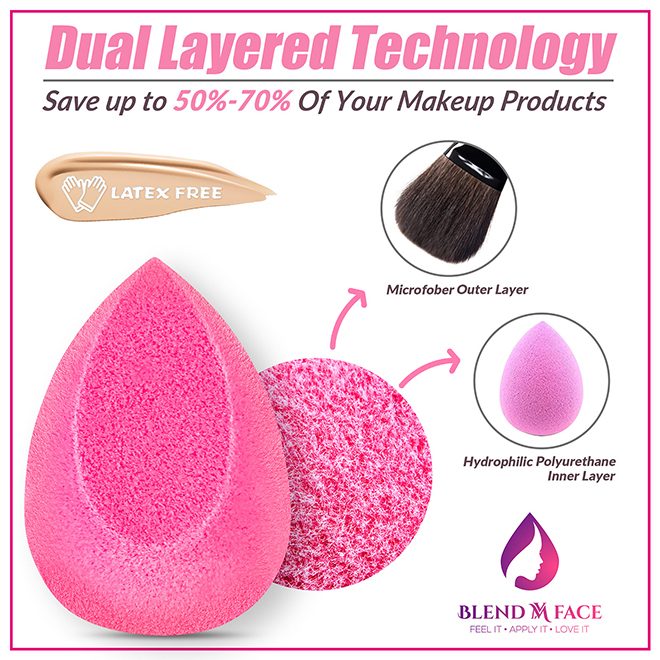 Dual Layered Technology
Save up to 50%-70% Of Your Makeup Products
LATEX FREE
Microfober Outer Layer
Hydrophilic Polyurethane
Inner Layer
BLEND M FACE
FEEL IT • APPLY IT • LOVE IT